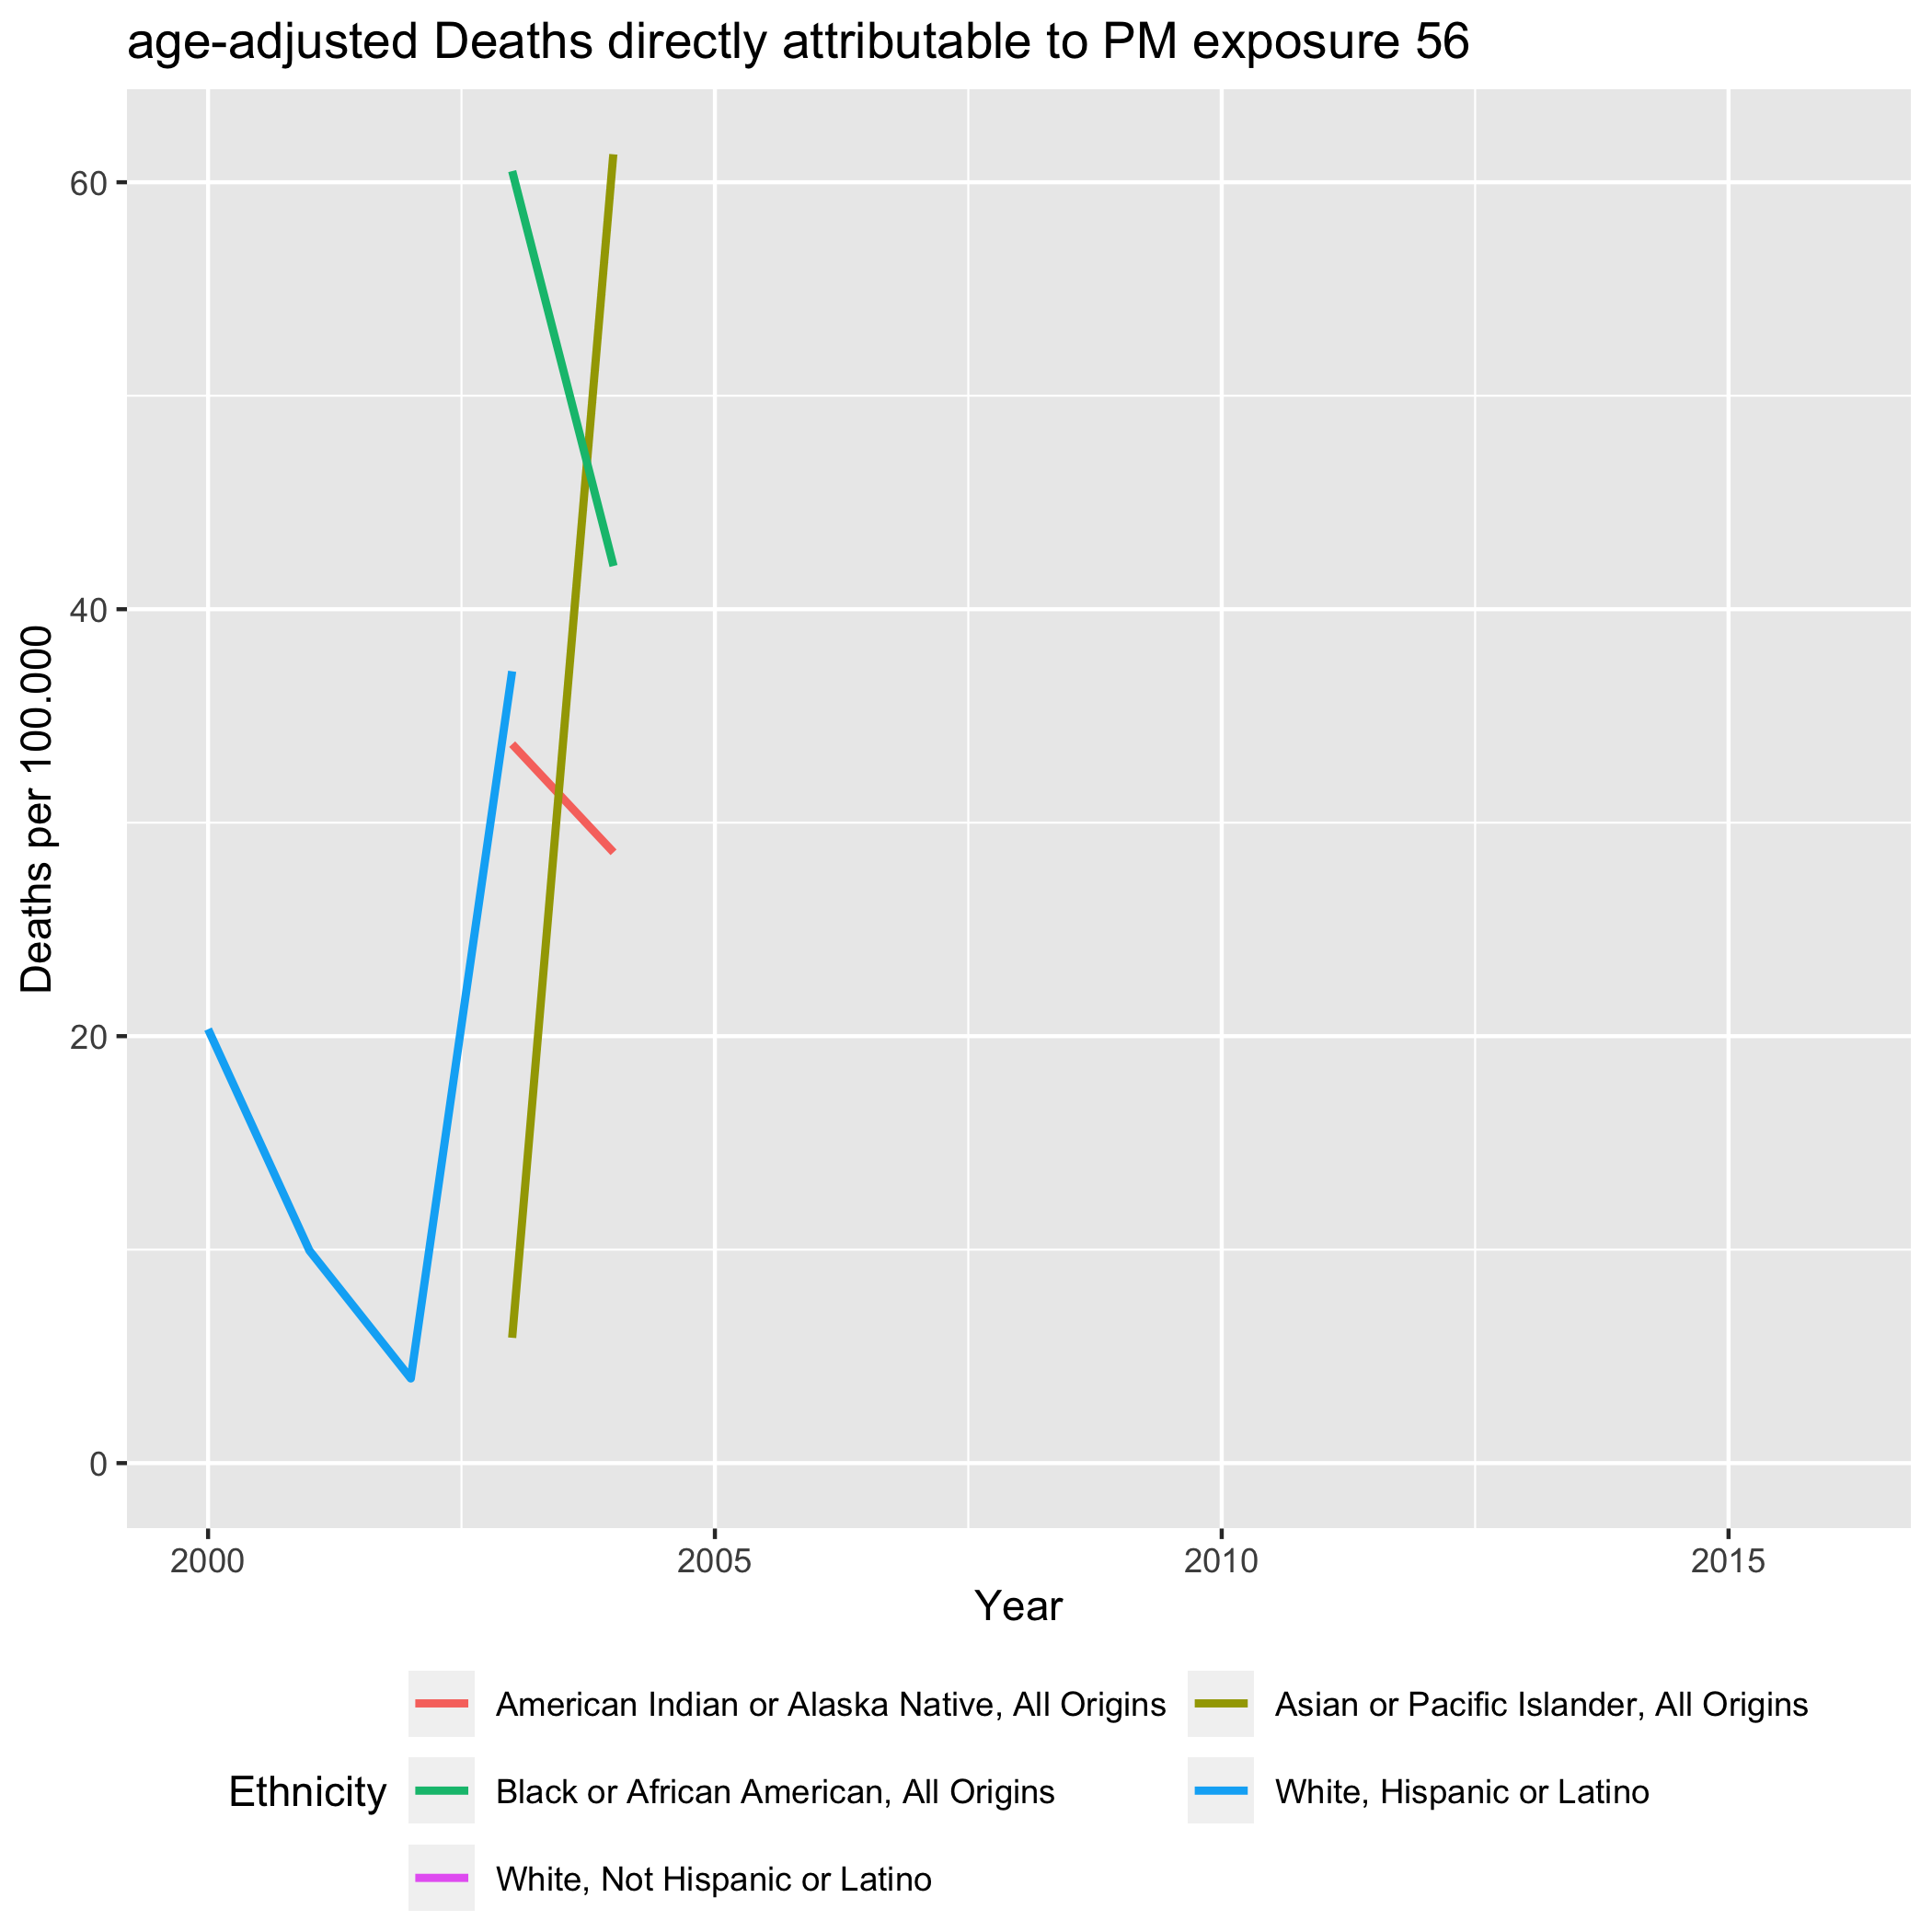 age-adjusted Deaths directly attributable to PM exposure 56
Deaths per 100.000
60
40
20
0
2000 2005 2010 2015
Year
Ethnicity
American Indian or Alaska Native, All Origins
Asian or Pacific Islander, All Origins
Black or African American, All Origins
White, Hispanic or Latino
White, Not Hispanic or Latino